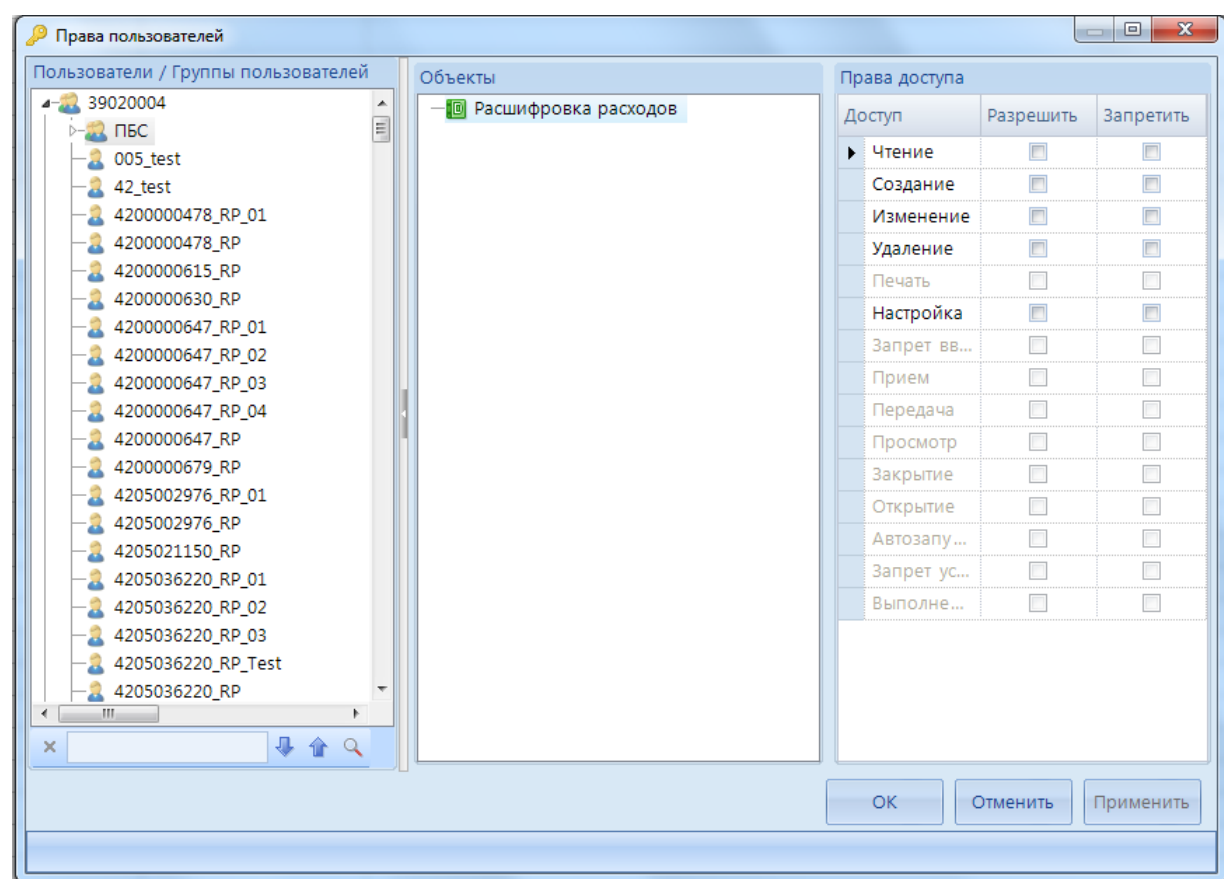 Права пользователей
Пользователи / Группы пользователей
39020004
ПБС
005_test
42_test
4200000478_RP_01
4200000478_RP
4200000615_RP
4200000630_RP
4200000647_RP_01
4200000647_RP_02
4200000647_RP_03
4200000647_RP_04
4200000647_RP
4200000679_RP
4205002976_RP_01
4205002976_RP
4205021150_RP
4205036220_RP_01
4205036220_RP_02
4205036220_RP_03
4205036220_RP_Test
4205036220_RP
Объекты
Расшифровка расходов
Права доступа
Доступ Разрешить Запретить
Чтение
Создание
Изменение
Удаление
Печать
Настройка
Запрет вв...
Прием
Передача
Просмотр
Закрытие
Открытие
Автозапу...
Запрет ус...
Выполне...
ОК Отменить Применить